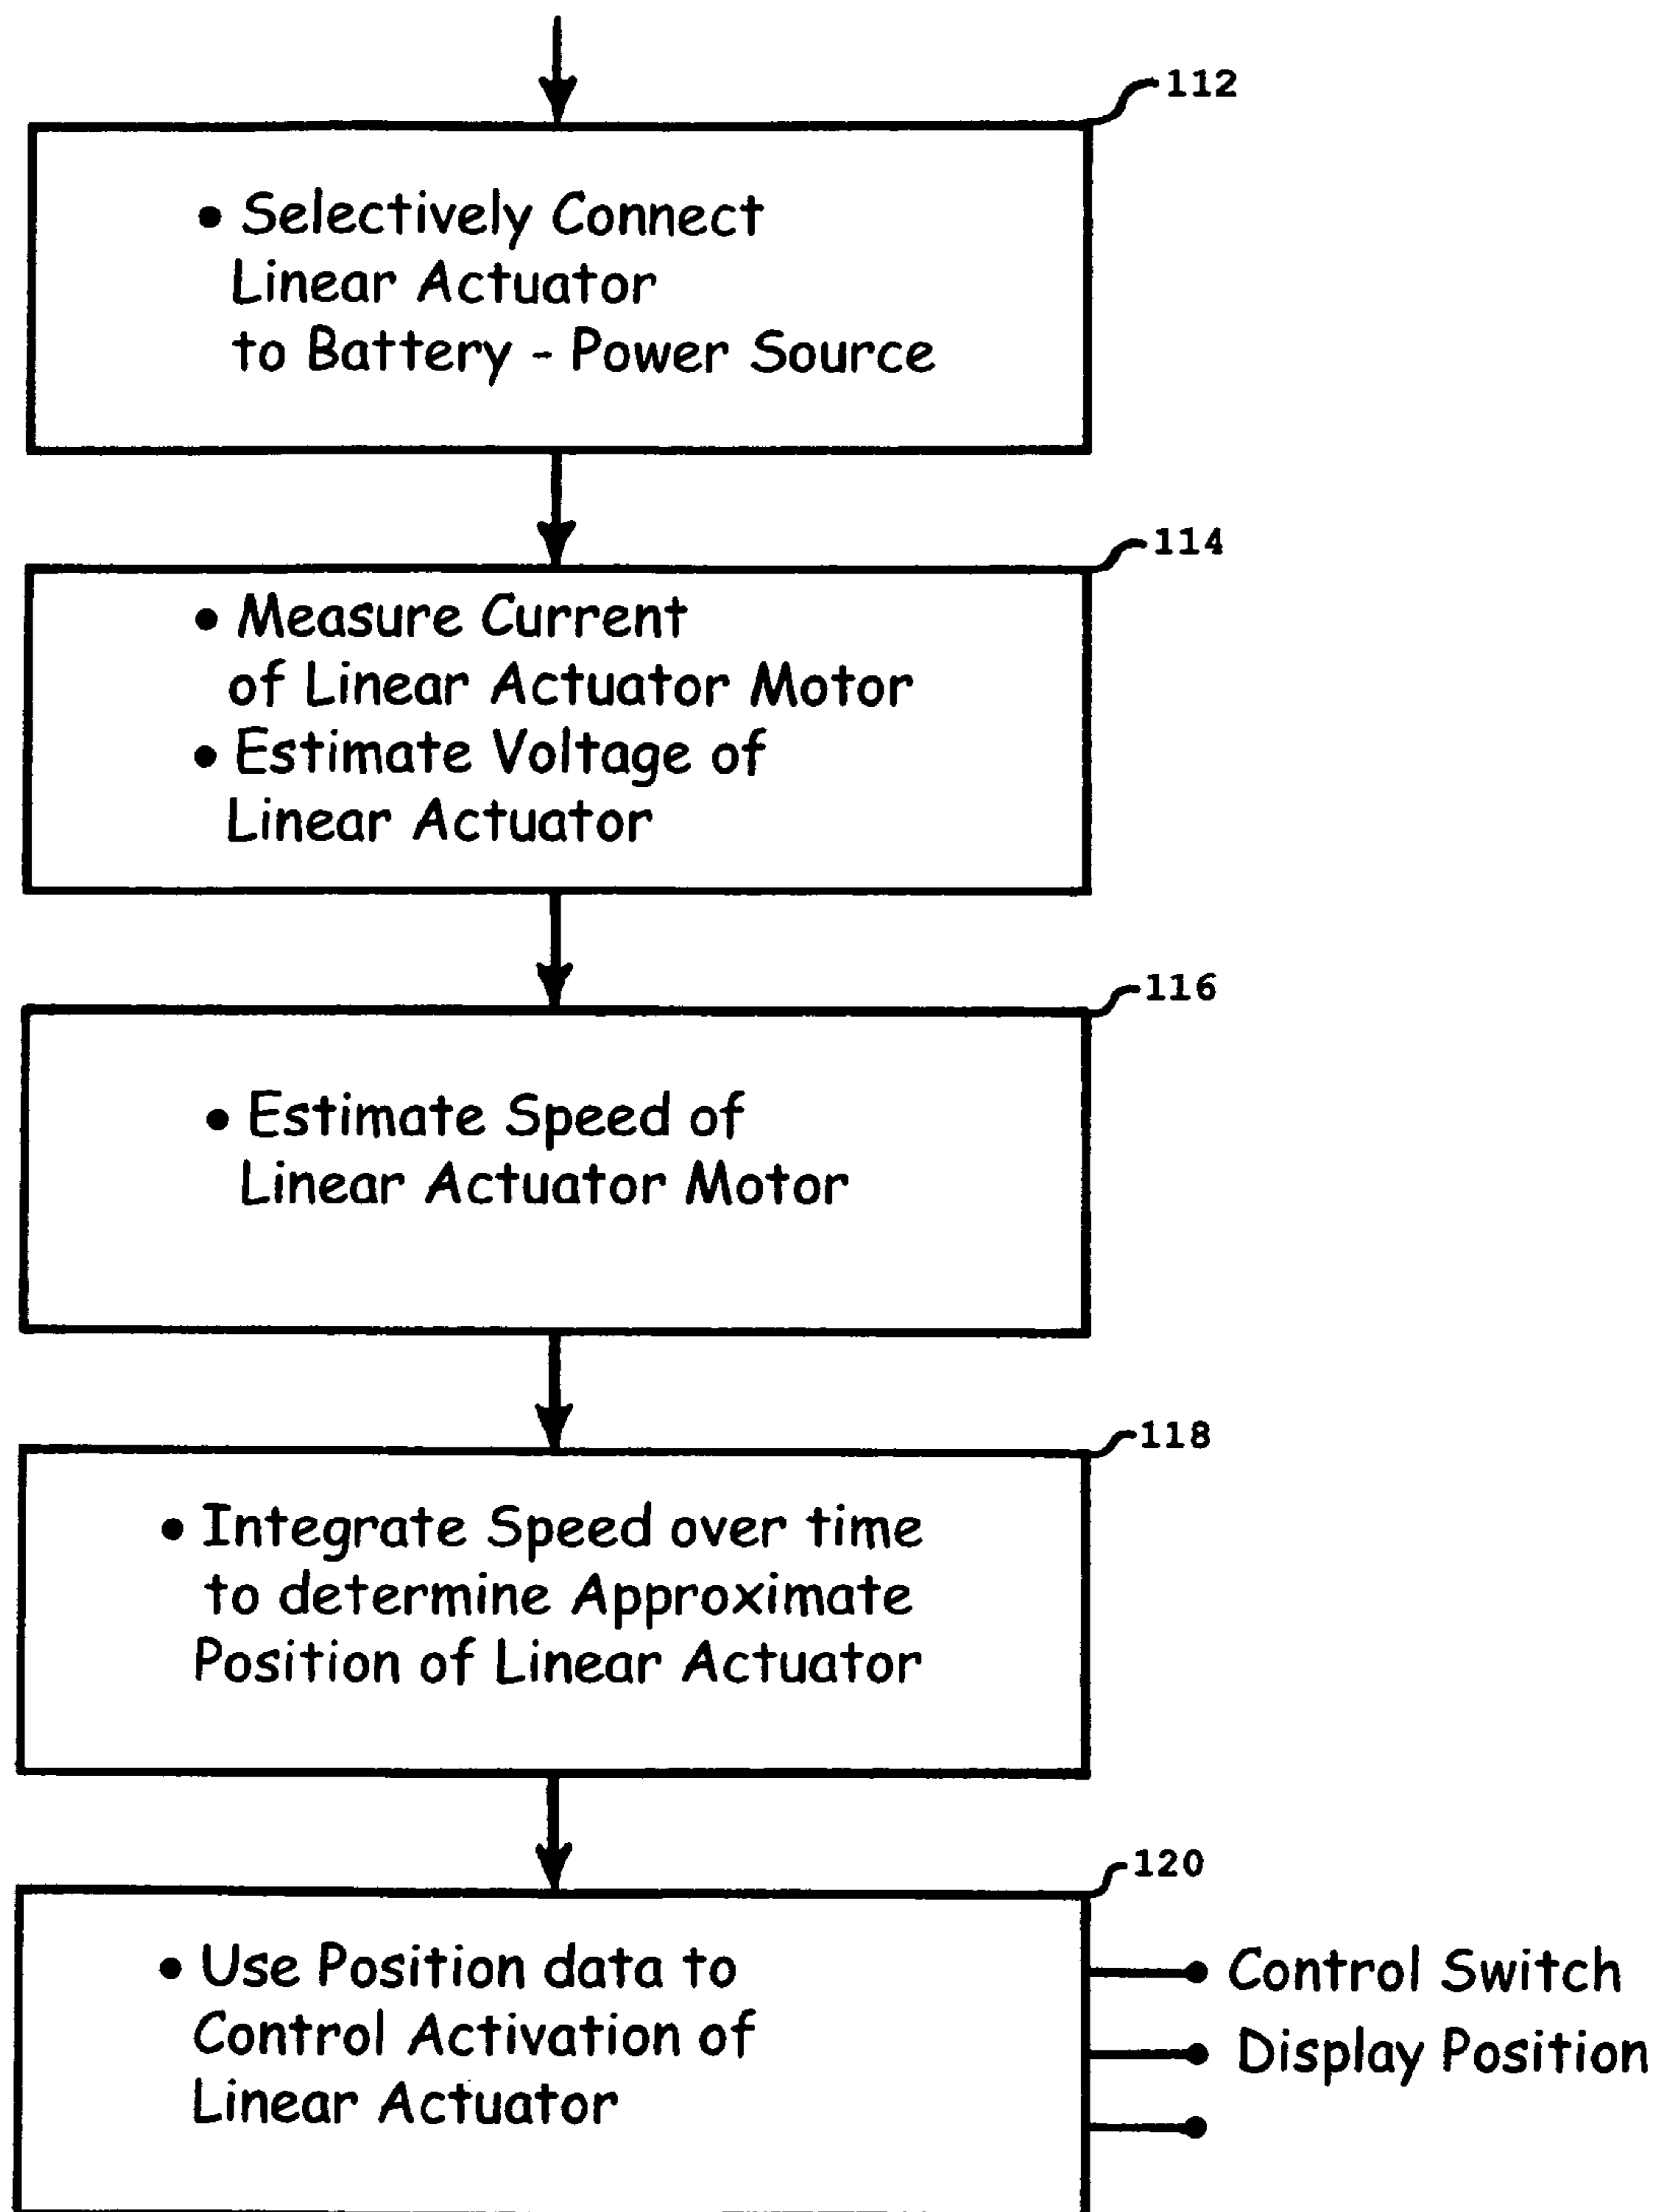 112
• Selectively Connect
Linear Actuator
to Battery - Power Source
114
• Measure Current
of Linear Actuator Motor
• Estimate Voltage of
Linear Actuator
116
• Estimate Speed of
Linear Actuator Motor
118
• Integrate Speed over time
to determine Approximate
Position of Linear Actuator
120
• Use Position data to
Control Activation of
Linear Actuator
Control Switch
Display Position